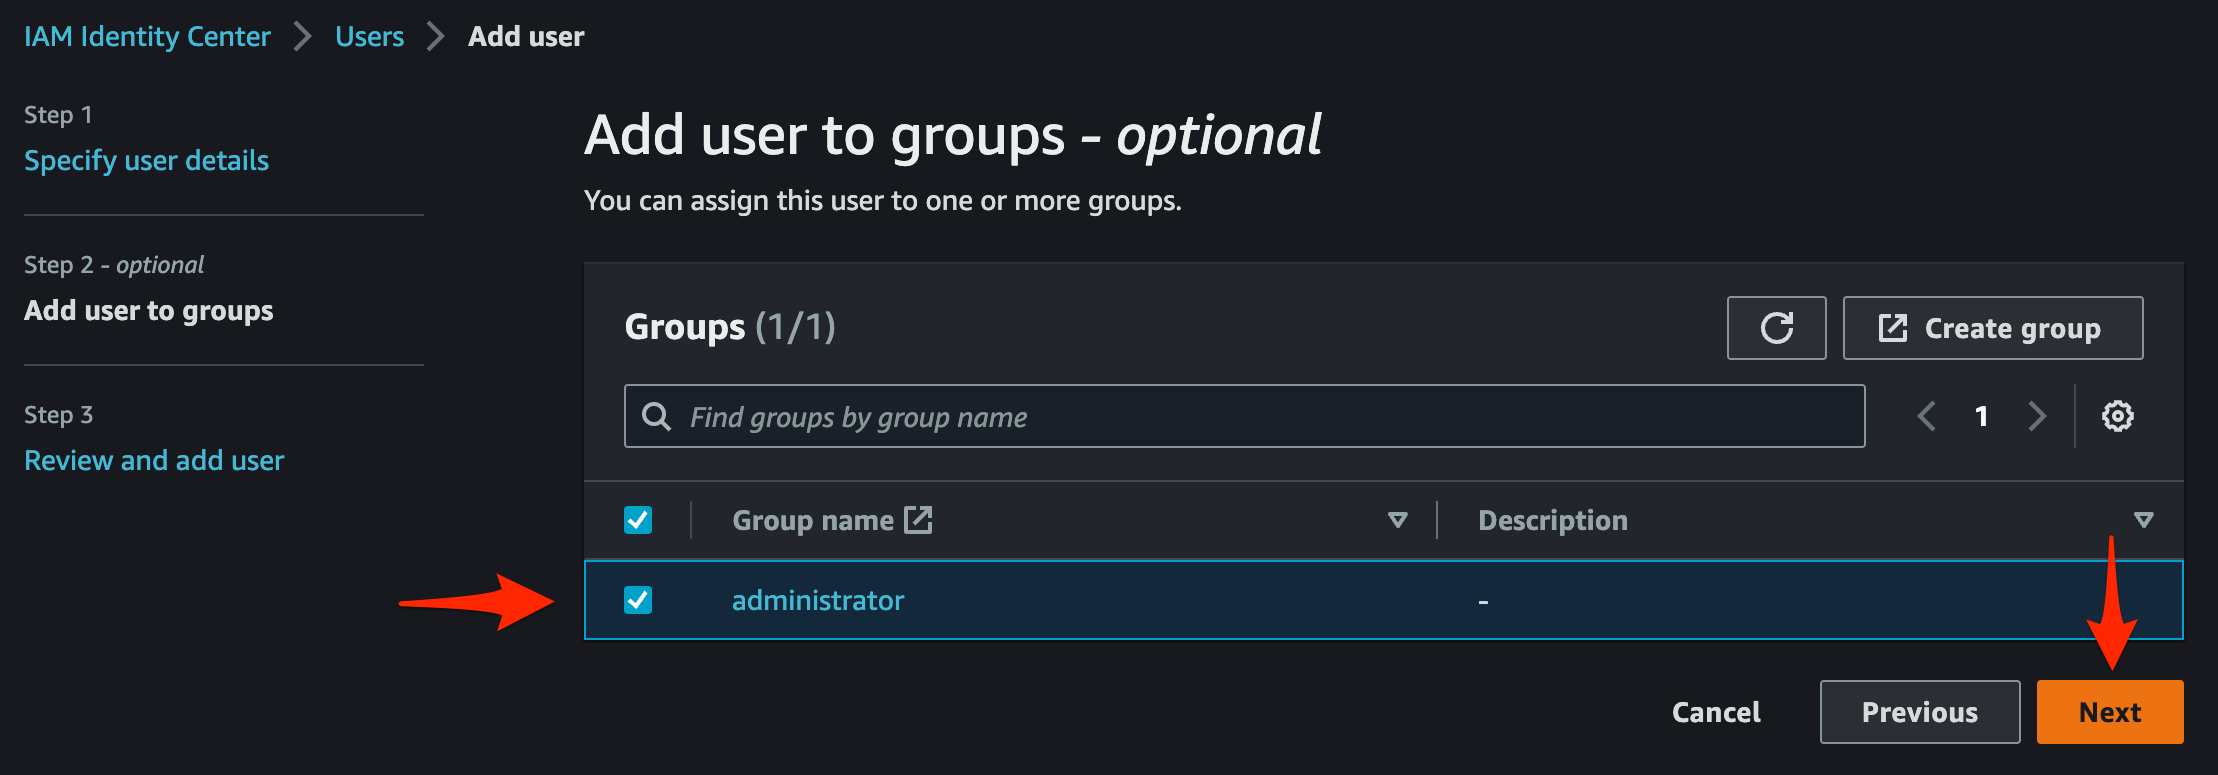 IAM Identity Center > Users > Add user
Step 1
Specify user details
Step 2 - optional
Add user to groups
Step 3
Review and add user
Add user to groups - optional
You can assign this user to one or more groups.
Groups (1/1)
Create group
Find groups by group name
1
Group name
Description
administrator
-
Cancel
Previous
Next